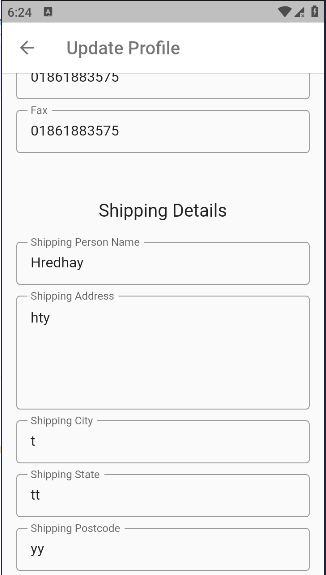 6:24
Update Profile
01861883575
Fax
01861883575
Shipping Details
Shipping Person Name
Hredhay
Shipping Address
hty
Shipping City
t
Shipping State
tt
Shipping Postcode
yy